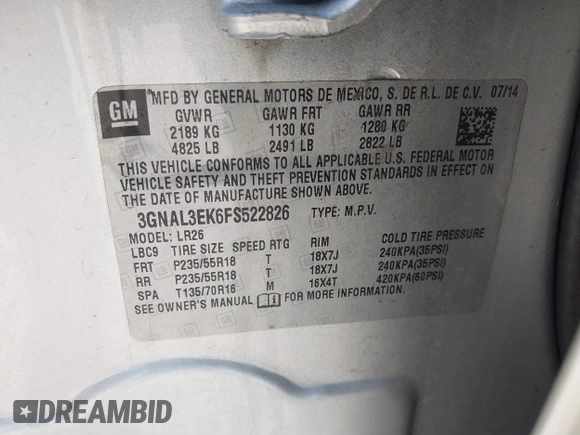 GM
*MFD BY GENERAL MOTORS DE MEXICO, S. DE R.L. DE C.V. 07/14
GVWR GAWR FRT GAWR RR
2189 KG 1130 KG 1280 KG
4825 LB 2491 LB 2822 LB
THIS VEHICLE CONFORMS TO ALL APPLICABLE U.S. FEDERAL MOTOR
VEHICLE SAFETY AND THEFT PREVENTION STANDARDS IN EFFECT ON
THE DATE OF MANUFACTURE SHOWN ABOVE.
3GNAL3EK6FS522826 TYPE: M.P.V.
MODEL: LR26
LBC9 TIRE SIZE SPEED RTG RIM COLD TIRE PRESSURE
FRT P235/55R18 T 18X7J 240KPA(35PSI)
RR P235/55R18 T 18X7J 240KPA(35PSI)
SPA T135/70R16 M 16X4T 420KPA(60PSI)
SEE OWNER'S MANUAL FOR MORE INFORMATION.
DREAMBID